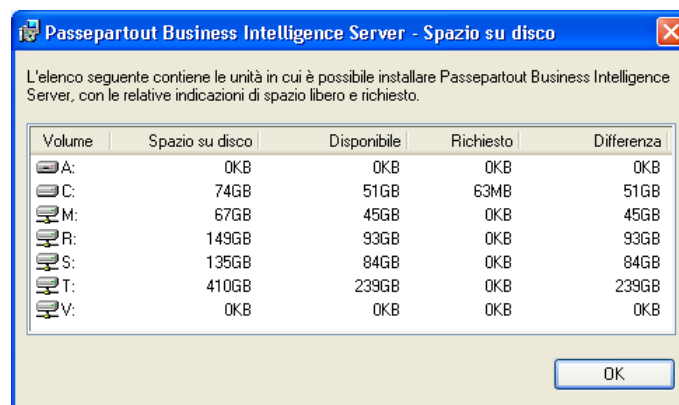 Passepartout Business Intelligence Server - Spazio su disco
L'elenco seguente contiene le unità in cui è possibile installare Passepartout Business Intelligence
Server, con le relative indicazioni di spazio libero e richiesto.
Volume Spazio su disco Disponibile Richiesto Differenza
A: 0KB 0KB 0KB 0KB
C: 74GB 51GB 63MB 51GB
M: 67GB 45GB 0KB 45GB
R: 149GB 93GB 0KB 93GB
S: 135GB 84GB 0KB 84GB
T: 410GB 239GB 0KB 239GB
V: 0KB 0KB 0KB 0KB
OK